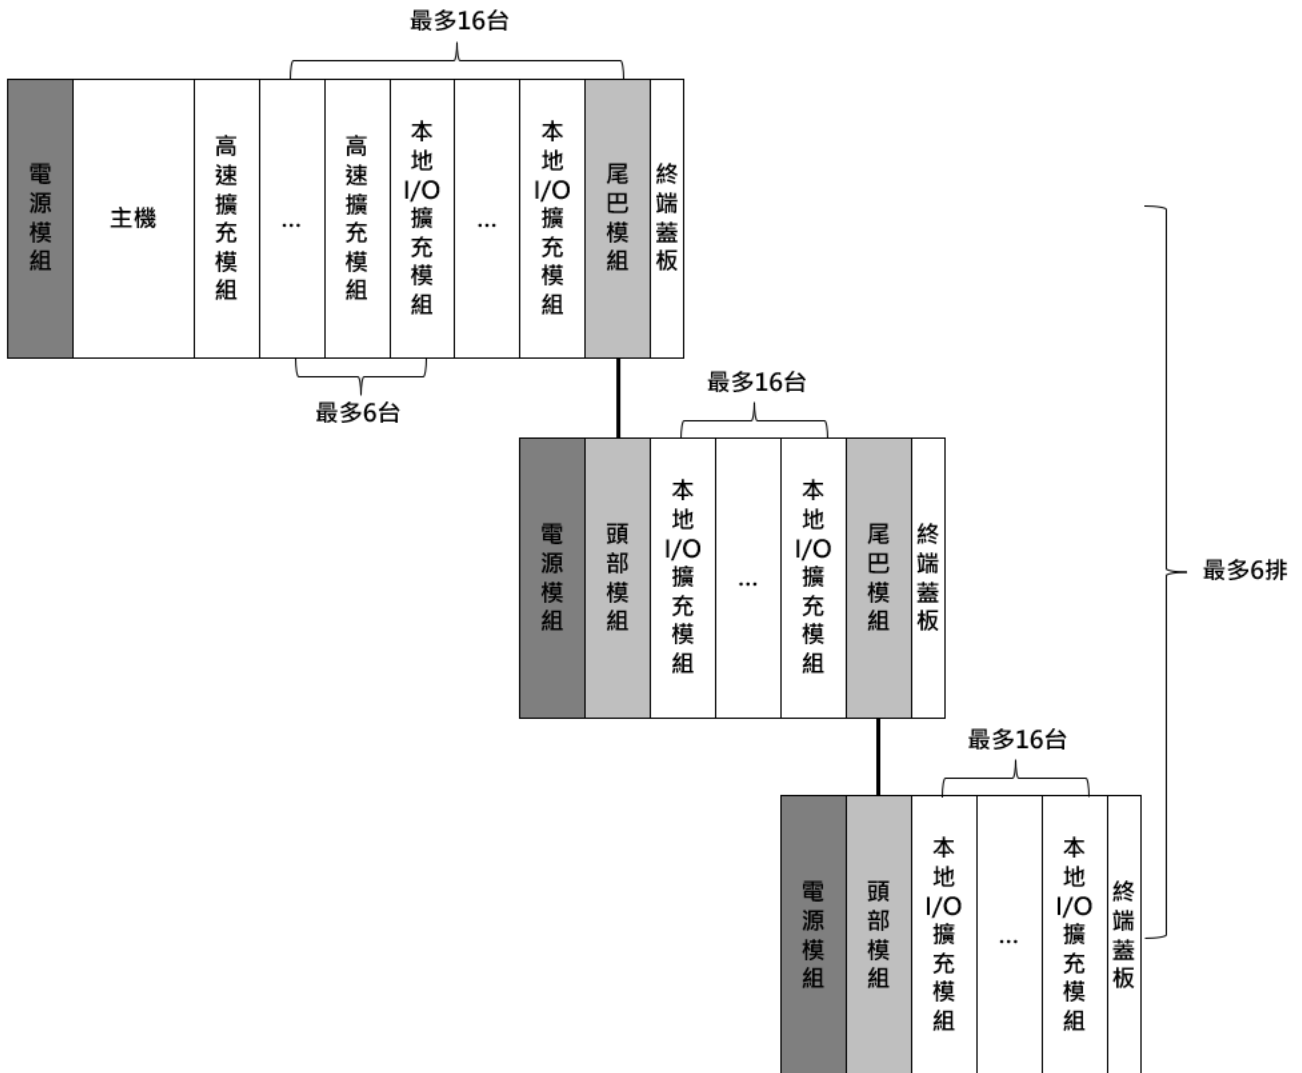 最多16台
電源模組
主機
高速擴充模組
...
高速擴充模組
本地I/O擴充模組
...
本地I/O擴充模組
尾巴模組
終端蓋板
最多6台
最多16台
電源模組
頭部模組
本地I/O擴充模組
...
本地I/O擴充模組
尾巴模組
終端蓋板
最多6排
最多16台
電源模組
頭部模組
本地I/O擴充模組
...
本地I/O擴充模組
終端蓋板